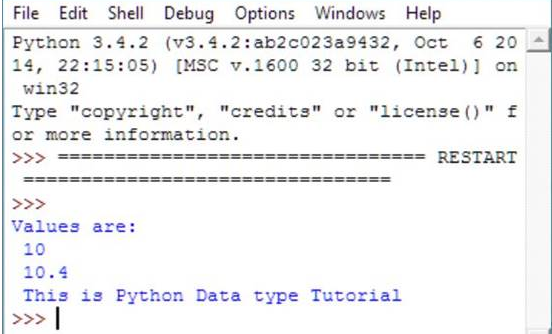 File Edit Shell Debug Options Windows Help
Python 3.4.2 (v3.4.2:ab2c023a9432, Oct  6 20
14, 22:15:05) [MSC v.1600 32 bit (Intel)] on
 win32
Type "copyright", "credits" or "license()" f
or more information.
>>> ================================ RESTART
 ================================
>>>
Values are:
 10
 10.4
 This is Python Data type Tutorial
>>>